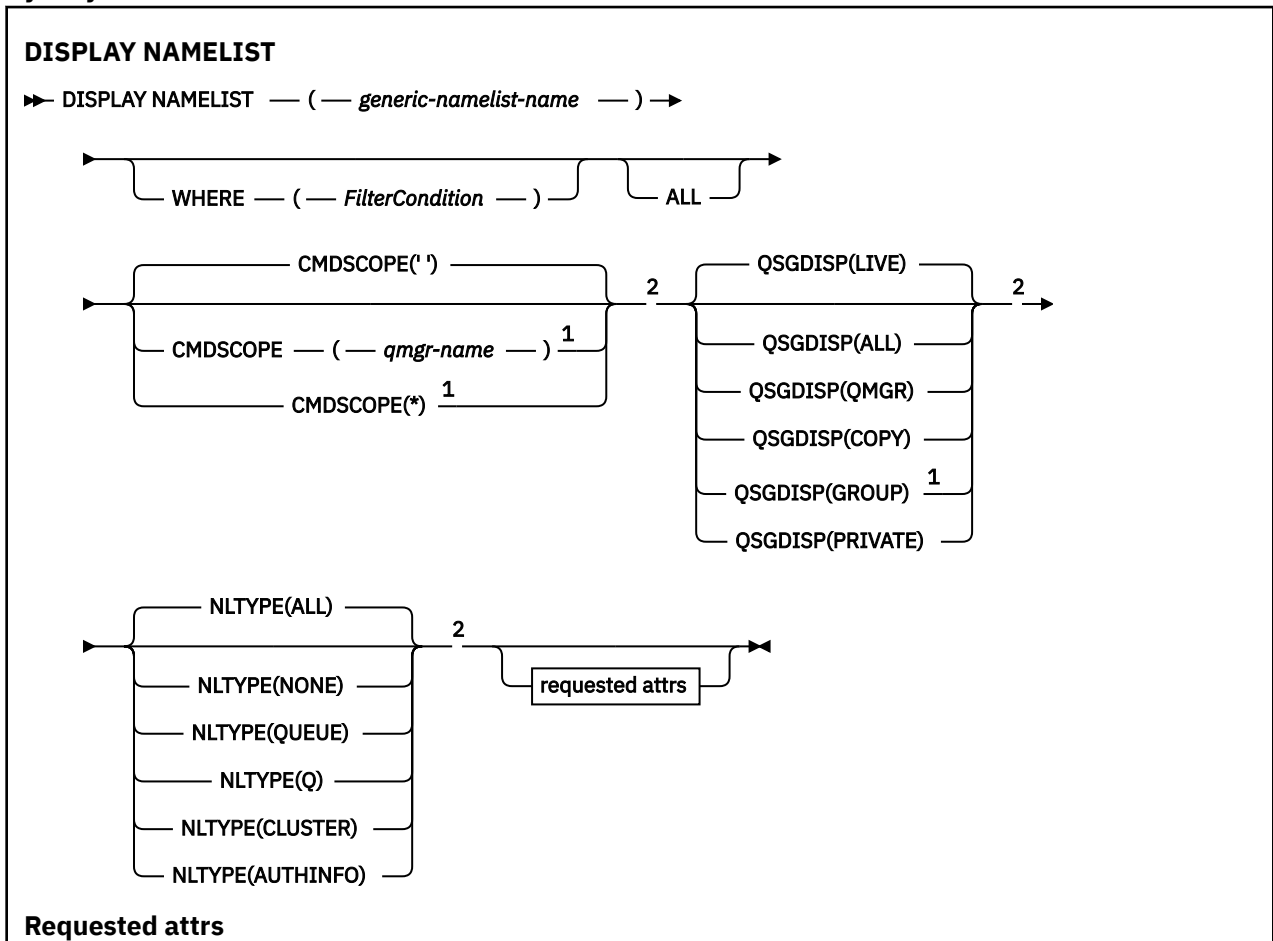 DISPLAY NAMELIST
DISPLAY NAMELIST ( generic-namelist-name )
WHERE ( FilterCondition ) ALL
CMDSCOPE(' ') 2 QSGDISP(LIVE) 2
CMDSCOPE ( qmgr-name ) 1
CMDSCOPE(*) 1
QSGDISP(ALL)
QSGDISP(QMGR)
QSGDISP(COPY)
QSGDISP(GROUP) 1
QSGDISP(PRIVATE)
NLTYPE(ALL) 2
NLTYPE(NONE)
NLTYPE(QUEUE)
NLTYPE(Q)
NLTYPE(CLUSTER)
NLTYPE(AUTHINFO)
requested attrs
Requested attrs